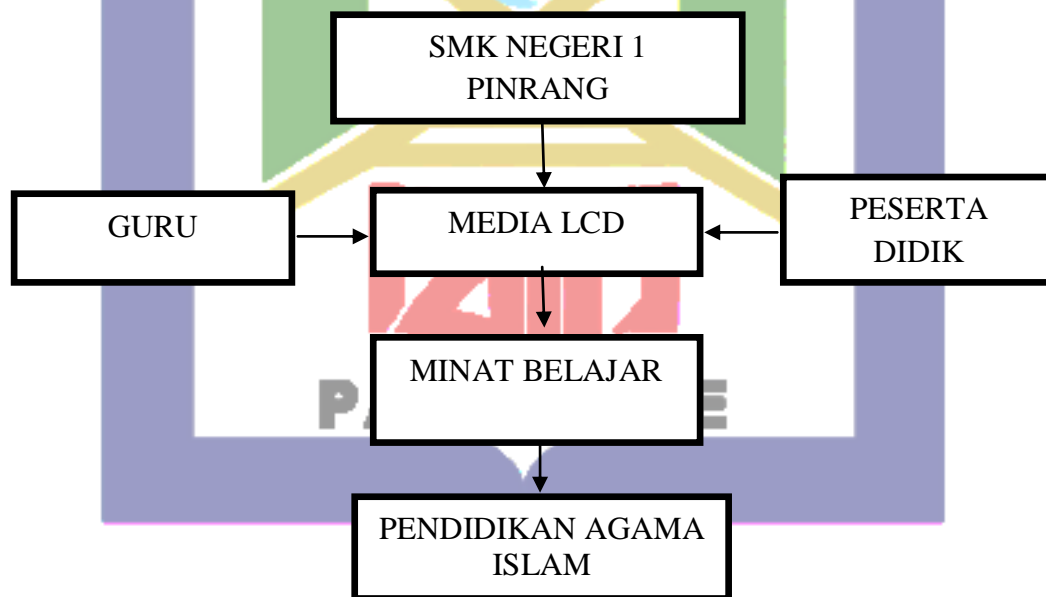 SMK NEGERI 1
PINRANG
GURU
MEDIA LCD
PESERTA
DIDIK
MINAT BELAJAR
PENDIDIKAN AGAMA
ISLAM